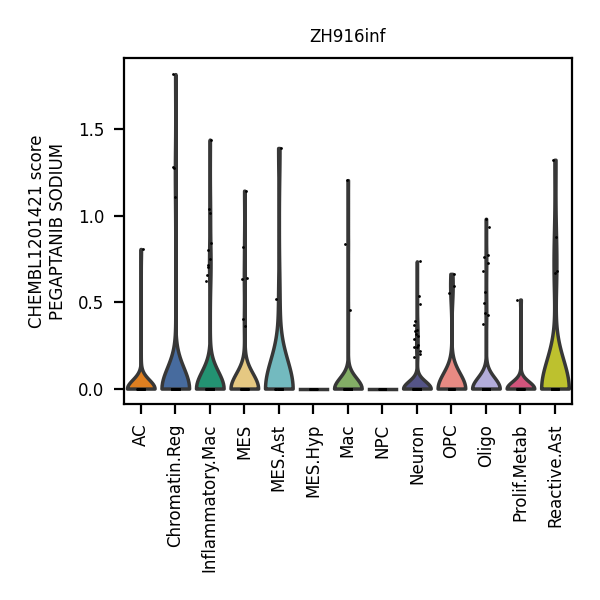 ZH916inf
CHEMBL1201421 score
PEGAPTANIB SODIUM
1.5
1.0
0.5
0.0
AC
Chromatin.Reg
Inflammatory.Mac
MES
MES.Ast
MES.Hyp
Mac
NPC
Neuron
OPC
Oligo
Prolif.Metab
Reactive.Ast